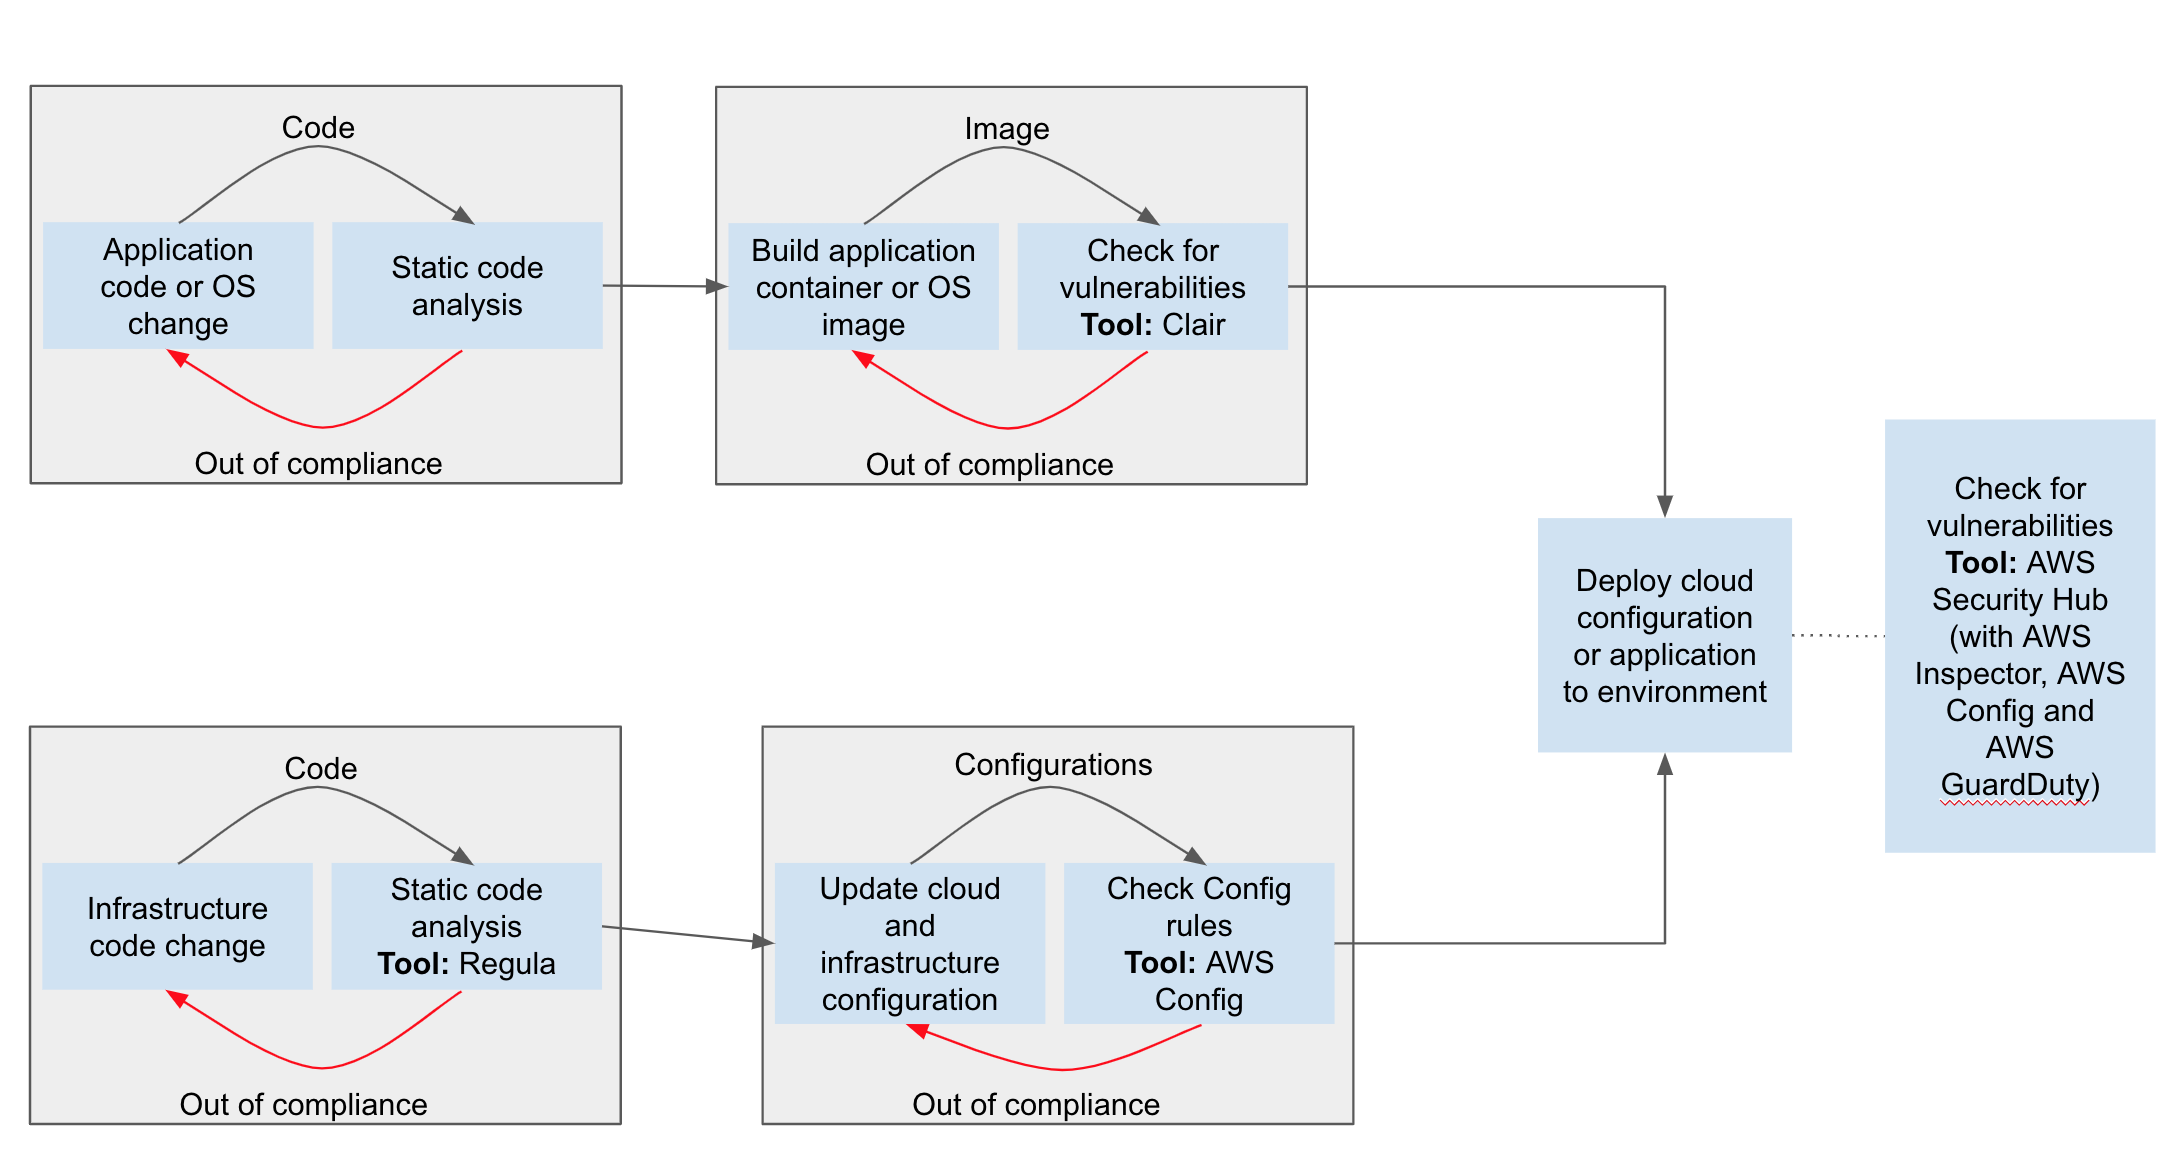 Code
Application
code or OS
change
Static code
analysis
Out of compliance
Image
Build application
container or OS
image
Check for
vulnerabilities
Tool: Clair
Out of compliance
Code
Infrastructure
code change
Static code
analysis
Tool: Regula
Out of compliance
Configurations
Update cloud
and
infrastructure
configuration
Check Config
rules
Tool: AWS
Config
Out of compliance
Deploy cloud
configuration
or application
to environment
Check for
vulnerabilities
Tool: AWS
Security Hub
(with AWS
Inspector, AWS
Config and
AWS
GuardDuty)